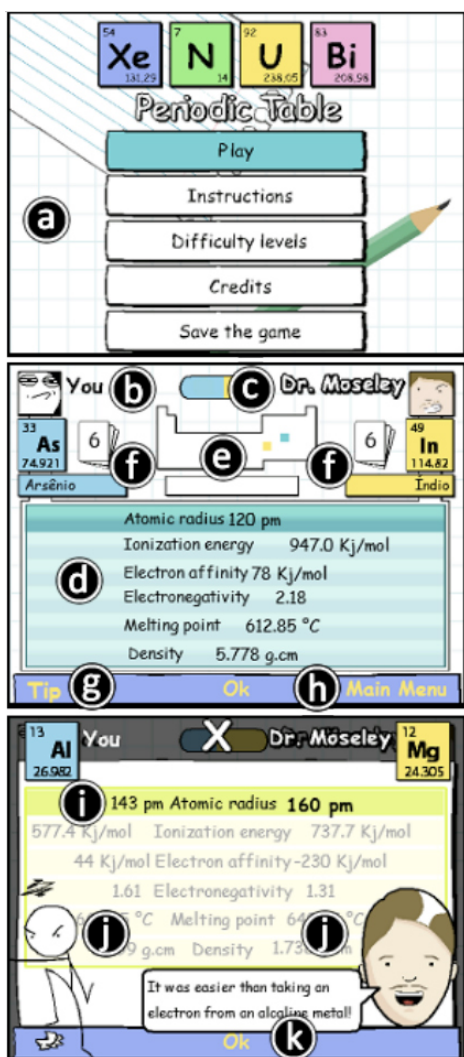 54 7 92 83
Xe N U Bi
131,29 14 238,05 208,98
Periodic Table
Play
Instructions
a
Difficulty levels
Credits
Save the game
You b c Dr. Moseley
33 49
As 6 6 In
74.921 f e f 114.82
Arsênio Índio
Atomic radius 120 pm
Ionization energy 947.0 Kj/mol
d Electron affinity 78 Kj/mol
Electronegativity 2.18
Melting point 612.85 °C
Density 5.778 g.cm
Tip g Ok h Main Menu
13 12
Al You X Dr. Moseley Mg
26.982 24.305
i 143 pm Atomic radius 160 pm
577.4 Kj/mol Ionization energy 737.7 Kj/mol
44 Kj/mol Electron affinity -230 Kj/mol
1.61 Electronegativity 1.31
j °C Melting point j °C
g.cm Density
It was easier than taking an
electron from an alcaline metal!
Ok k